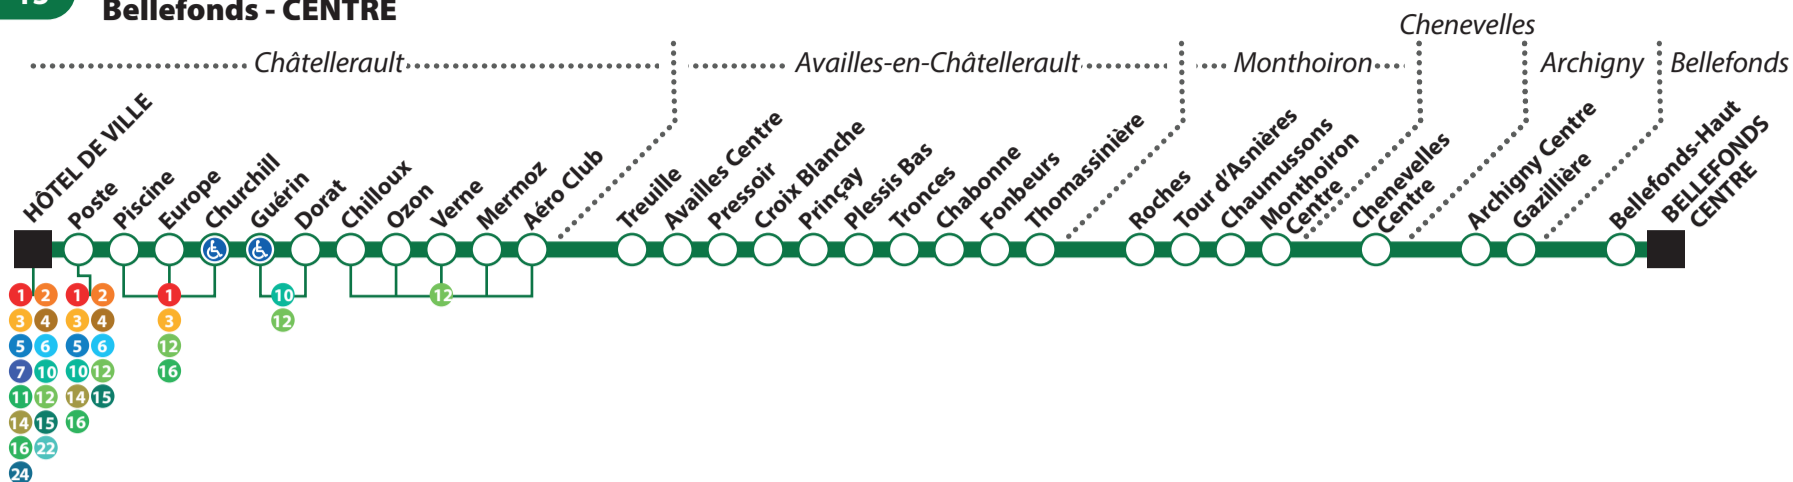 Bellefonds - CENTRE
Chenevelles
Châtellerault
Availles-en-Châtellerault
Monthoiron
Archigny
Bellefonds
HÔTEL DE VILLE
Poste
Piscine
Europe
Churchill
Guérin
Dorat
Chilloux
Ozon
Verne
Mermoz
Aéro Club
Treuille
Availles Centre
Pressoir
Croix Blanche
Prinçay
Plessis Bas
Tronces
Chabonne
Fonbeurs
Thomassinière
Roches
Tour d'Asnières
Chaumussons
Monthoiron
Centre
Chenevelles
Centre
Archigny Centre
Gazillière
Bellefonds-Haut
BELLEFONDS
CENTRE
1 2 1 2 1 10 12
3 4 3 4 3 12
5 6 5 6 12
7 10 10 12 16
11 12 14 15
14 15 16
16 22
24